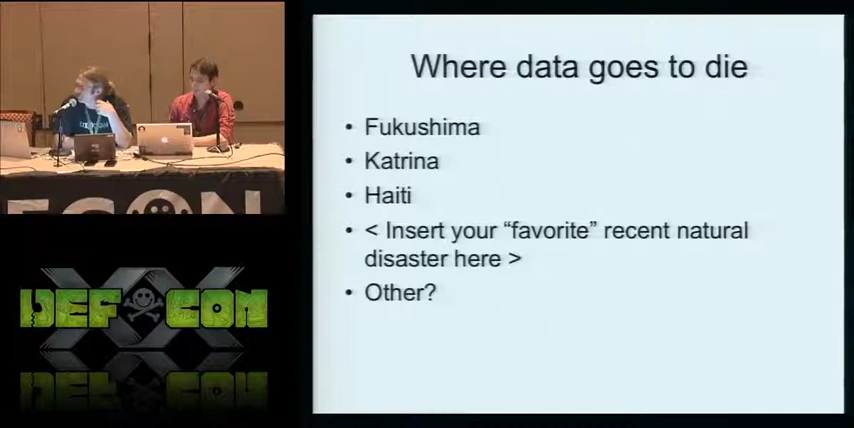 Where data goes to die
• Fukushima
• Katrina
• Haiti
• < Insert your “favorite” recent natural
disaster here >
• Other?
DEF CON